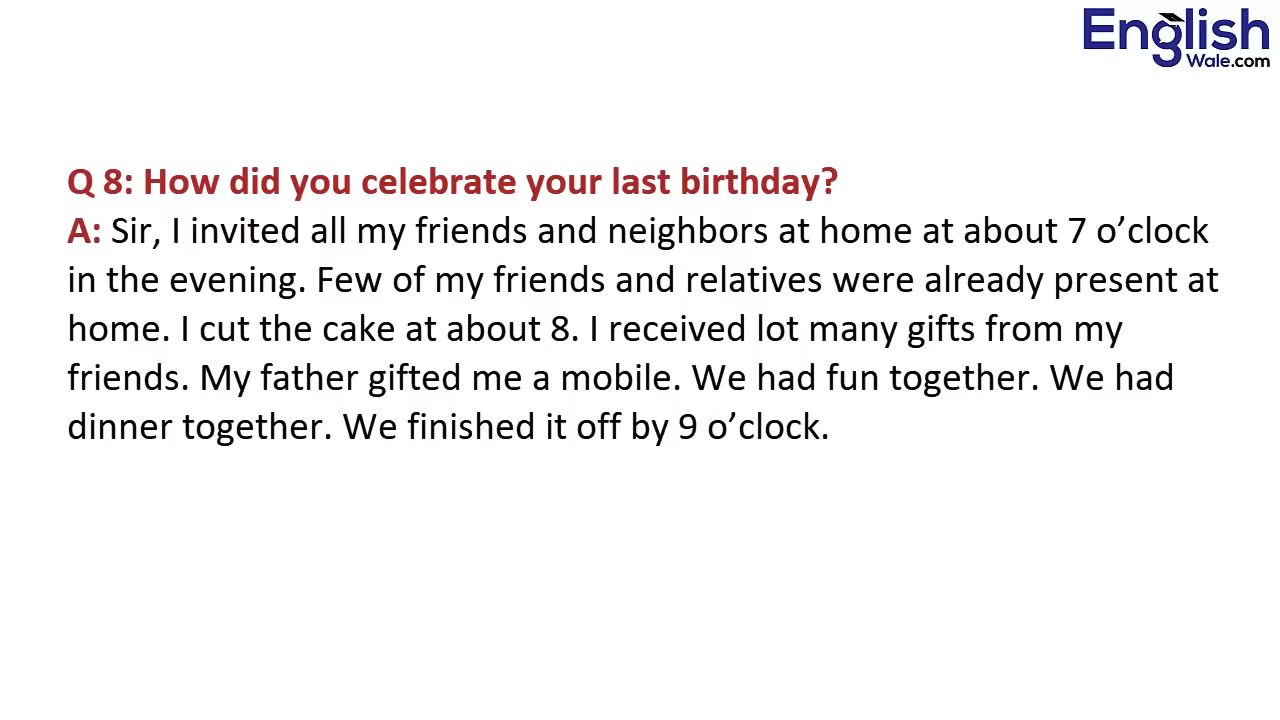 English
Wale.com
Q 8: How did you celebrate your last birthday?
A: Sir, I invited all my friends and neighbors at home at about 7 o’clock
in the evening. Few of my friends and relatives were already present at
home. I cut the cake at about 8. I received lot many gifts from my
friends. My father gifted me a mobile. We had fun together. We had
dinner together. We finished it off by 9 o’clock.